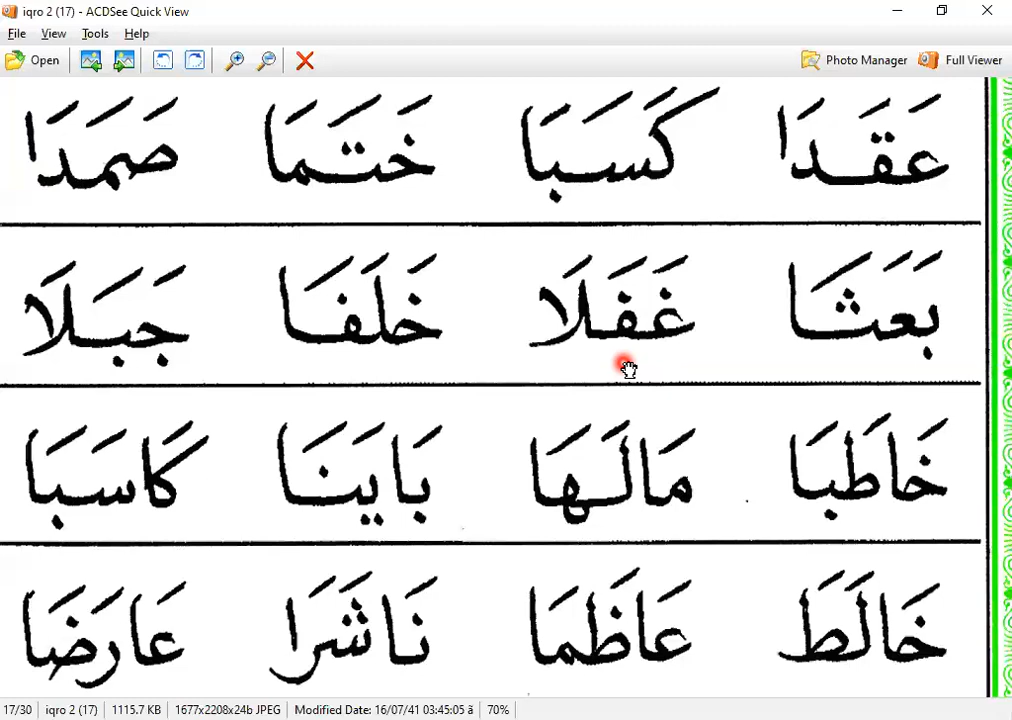 iqro 2 (17) - ACDSee Quick View
File View Tools Help
Open Photo Manager Full Viewer
عَقَدَا كَسَبَا خَتَمَا صَمَدَا
بَعَثَا غَفَلَا خَلَفَا جَبَلَا
خَاطَبَا مَالَهَا بَايَنَا كَاسَبَا
خَالَطَ عَاظَمَا نَاشَرَا عَارَضَا
17/30 iqro 2 (17) 1115.7 KB 1677x2208x24b JPEG Modified Date: 16/07/41 03:45:05 ã 70%